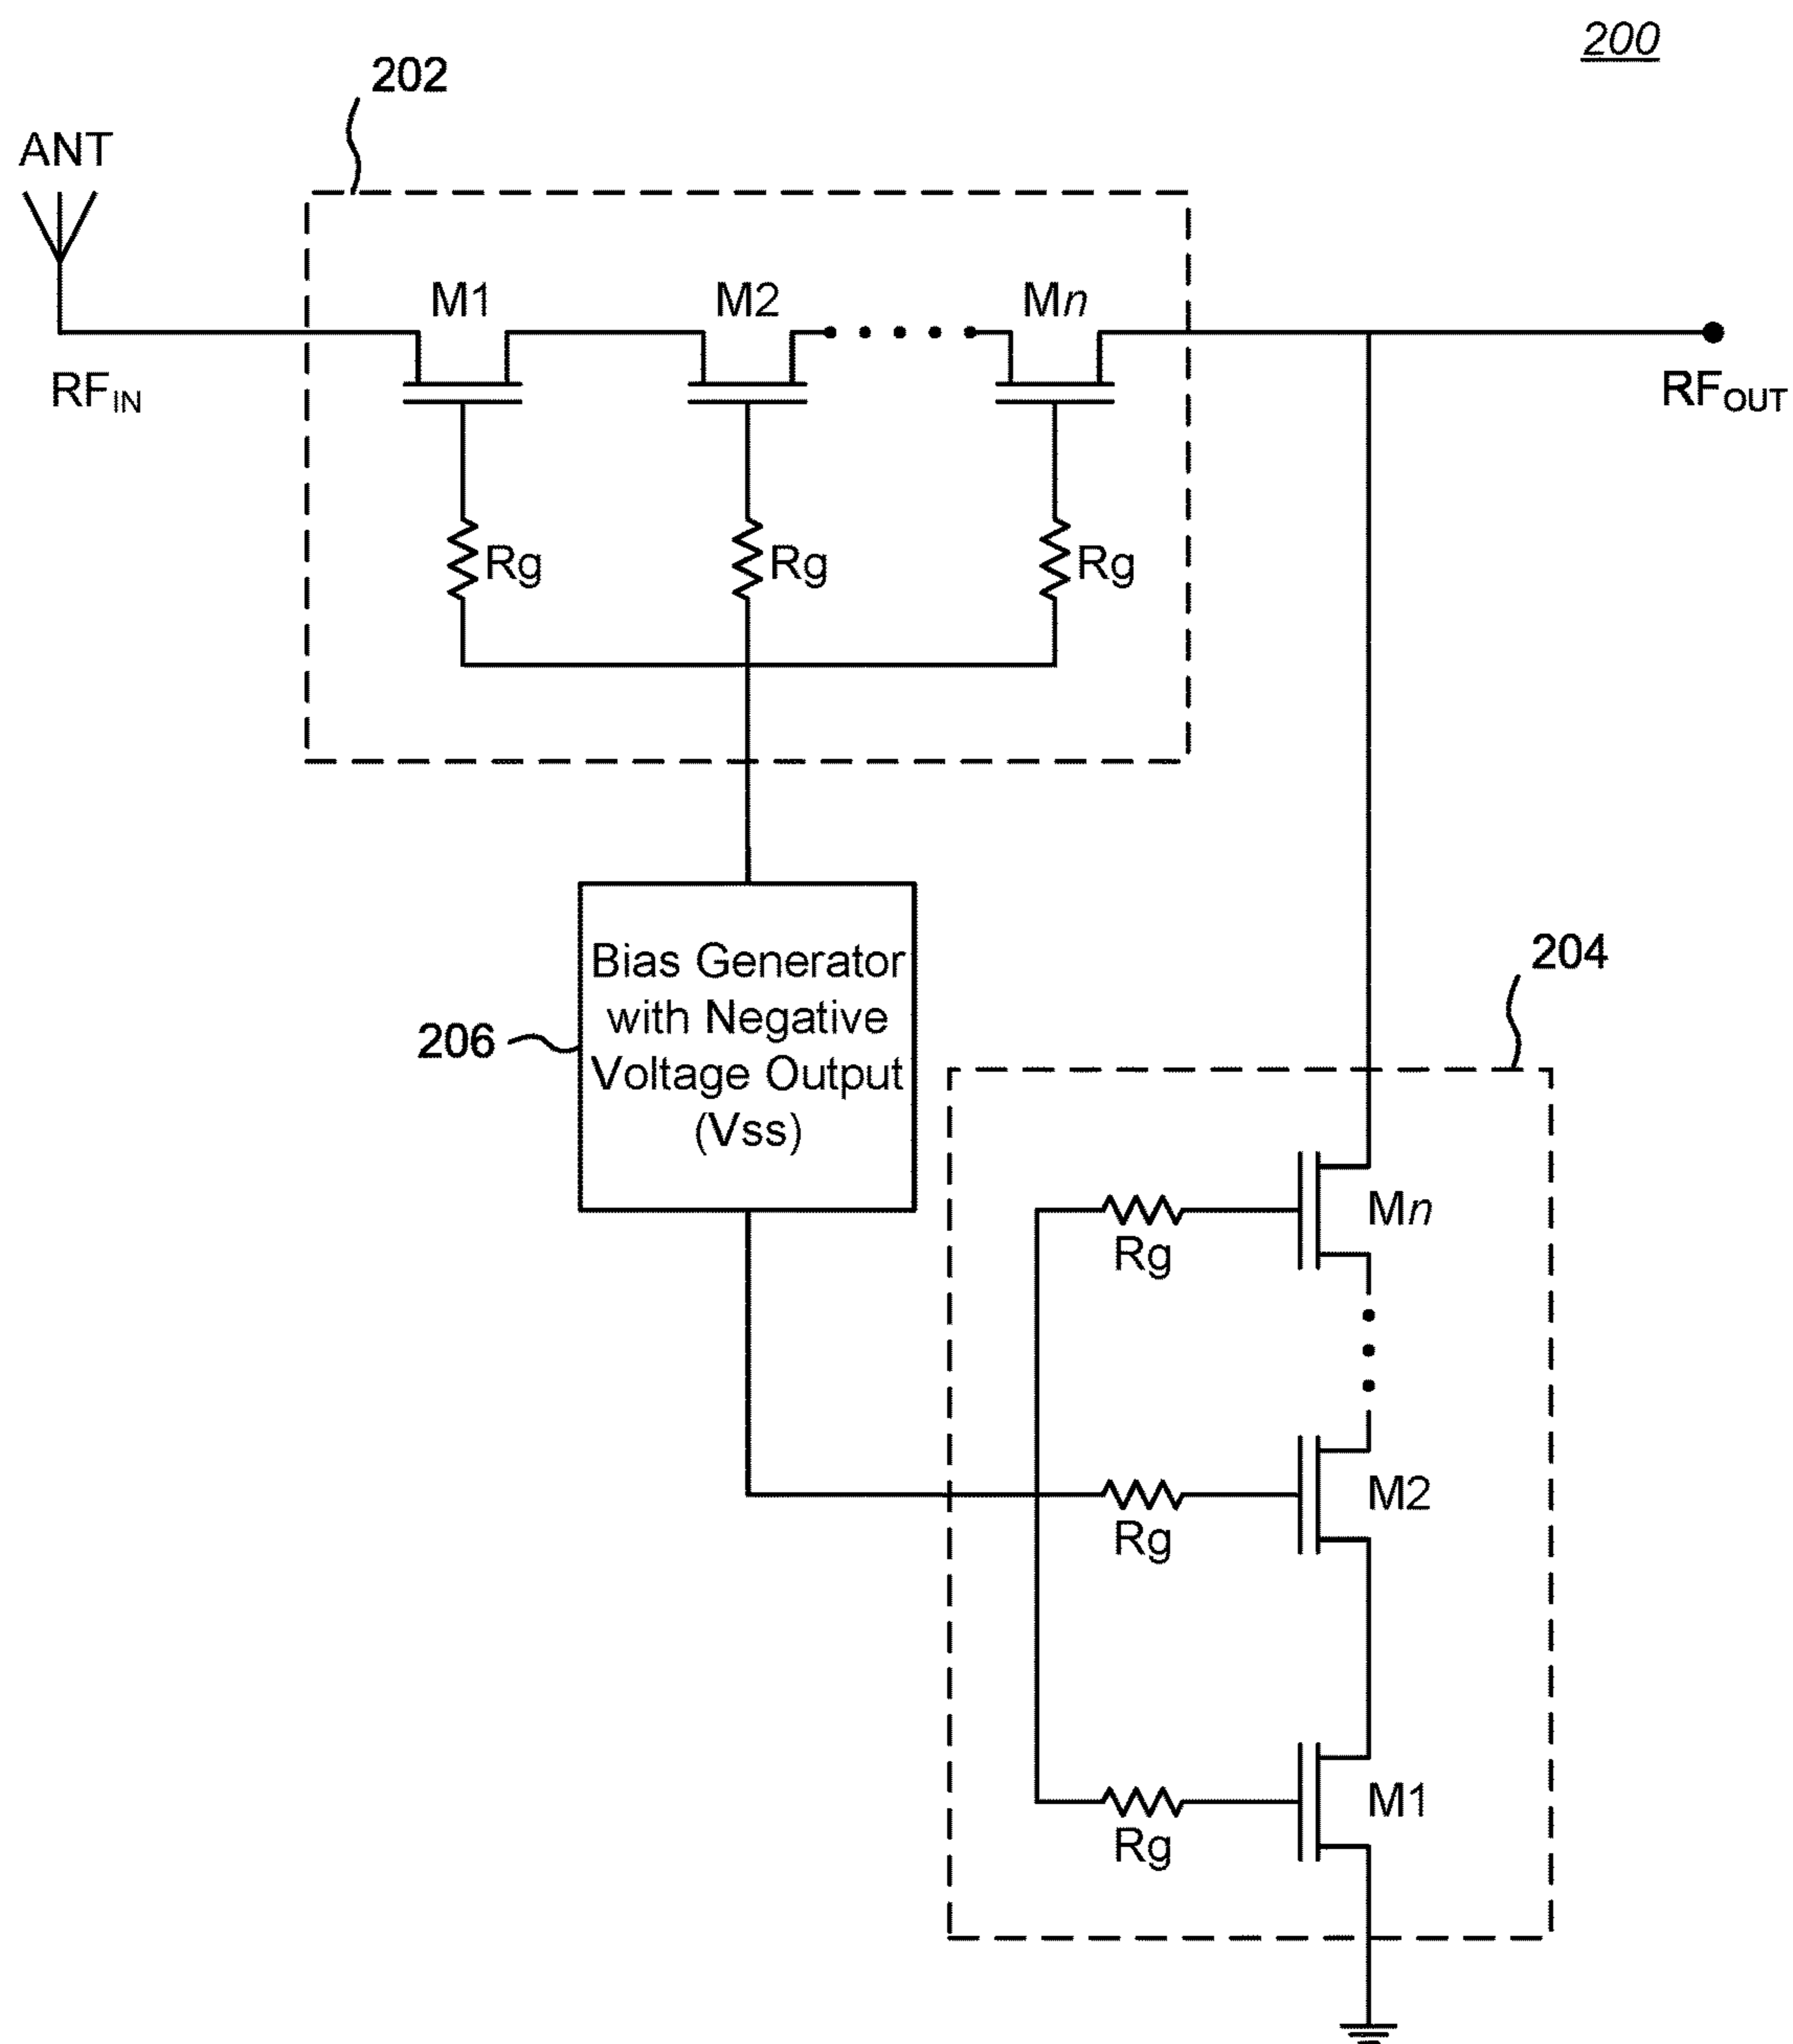 200
202
ANT
M1
M2
Mn
RFIN
RFOUT
Rg
Rg
Rg
Bias Generator
with Negative
Voltage Output
(Vss)
206
204
Mn
Rg
M2
Rg
M1
Rg